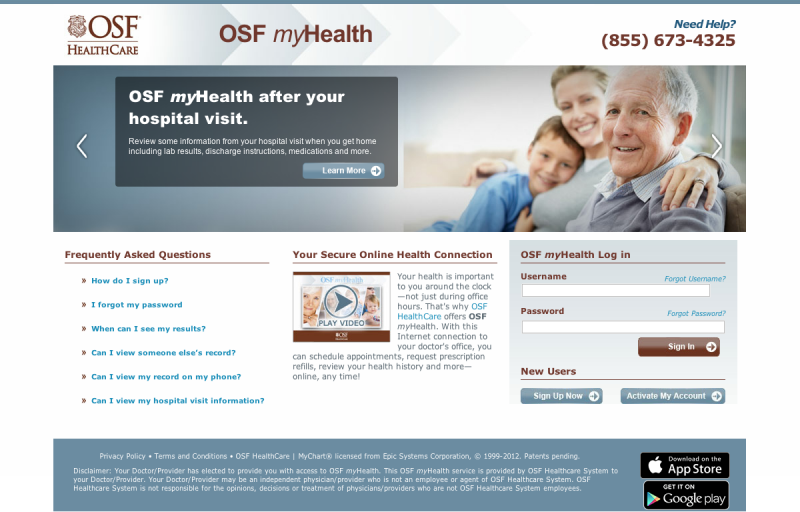 OSF
HEALTHCARE
OSF myHealth
Need Help?
(855) 673-4325
OSF myHealth after your
hospital visit.
Review some information from your hospital visit when you get home
including lab results, discharge instructions, medications and more.
Learn More
Frequently Asked Questions
» How do I sign up?
» I forgot my password
» When can I see my results?
» Can I view someone else's record?
» Can I view my record on my phone?
» Can I view my hospital visit information?
Your Secure Online Health Connection
OSF myHealth
PLAY VIDEO
OSF
Your health is important
to you around the clock
—not just during office
hours. That's why OSF
HealthCare offers OSF
myHealth. With this
Internet connection to
your doctor's office, you
can schedule appointments, request prescription
refills, review your health history and more—
online, any time!
OSF myHealth Log in
Username
Forgot Username?
Password
Forgot Password?
Sign In
New Users
Sign Up Now
Activate My Account
Privacy Policy • Terms and Conditions • OSF HealthCare | MyChart® licensed from Epic Systems Corporation, © 1999-2012. Patents pending.
Disclaimer: Your Doctor/Provider has elected to provide you with access to OSF myHealth. This OSF myHealth service is provided by OSF Healthcare System to
your Doctor/Provider. Your Doctor/Provider may be an independent physician/provider who is not an employee or agent of OSF Healthcare System. OSF
Healthcare System is not responsible for the opinions, decisions or treatment of physicians/providers who are not OSF Healthcare System employees.
Download on the
App Store
GET IT ON
Google play